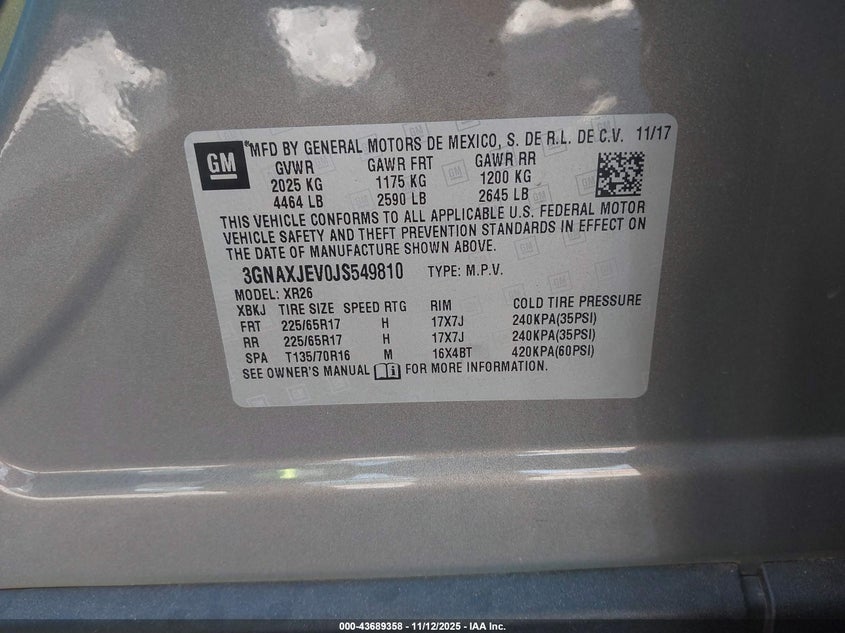 GM
MFD BY GENERAL MOTORS DE MEXICO, S. DE R.L. DE C.V. 11/17
GVWR GAWR FRT GAWR RR
2025 KG 1175 KG 1200 KG
4464 LB 2590 LB 2645 LB
THIS VEHICLE CONFORMS TO ALL APPLICABLE U.S. FEDERAL MOTOR
VEHICLE SAFETY AND THEFT PREVENTION STANDARDS IN EFFECT ON
THE DATE OF MANUFACTURE SHOWN ABOVE.
3GNAXJEV0JS549810 TYPE: M.P.V.
MODEL: XR26
XBKJ TIRE SIZE SPEED RTG RIM COLD TIRE PRESSURE
FRT 225/65R17 H 17X7J 240KPA(35PSI)
RR 225/65R17 H 17X7J 240KPA(35PSI)
SPA T135/70R16 M 16X4BT 420KPA(60PSI)
SEE OWNER'S MANUAL FOR MORE INFORMATION.
000-43689358 - 11/12/2025 - IAA Inc.